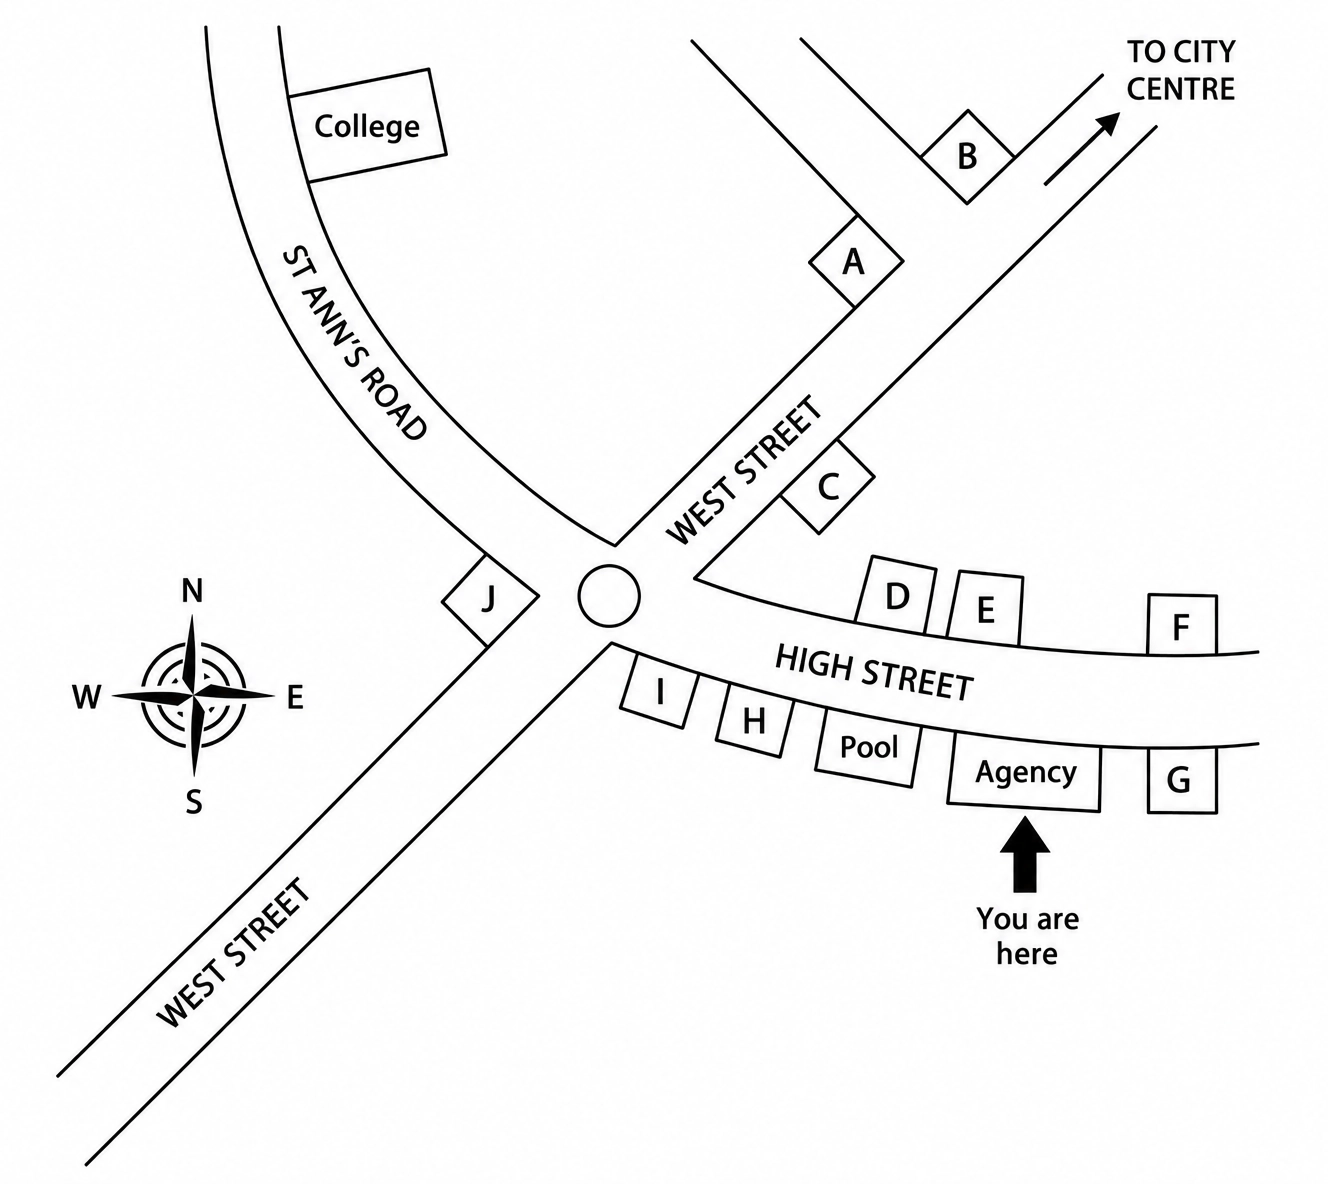 TO CITY
CENTRE
College
B
A
ST ANN'S ROAD
WEST STREET
C
D
E
F
J
HIGH STREET
I
H
Pool
Agency
G
N
W
E
S
You are
here
WEST STREET